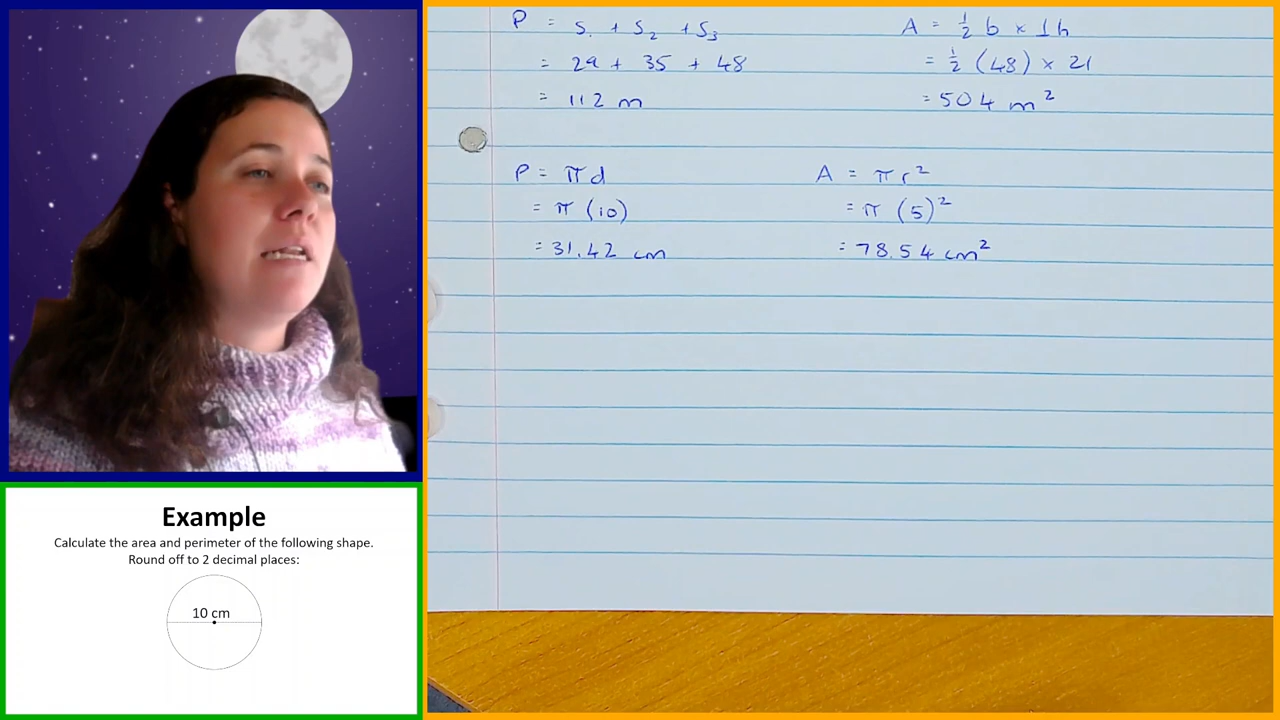 P = S₁ + S₂ + S₃
= 29 + 35 + 48
= 112 m
A = ½ b × ⊥h
= ½ (48) × 21
= 504 m²
P = πd
= π (10)
= 31.42 cm
A = πr²
= π (5)²
= 78.54 cm²
Example
Calculate the area and perimeter of the following shape.
Round off to 2 decimal places:
10 cm